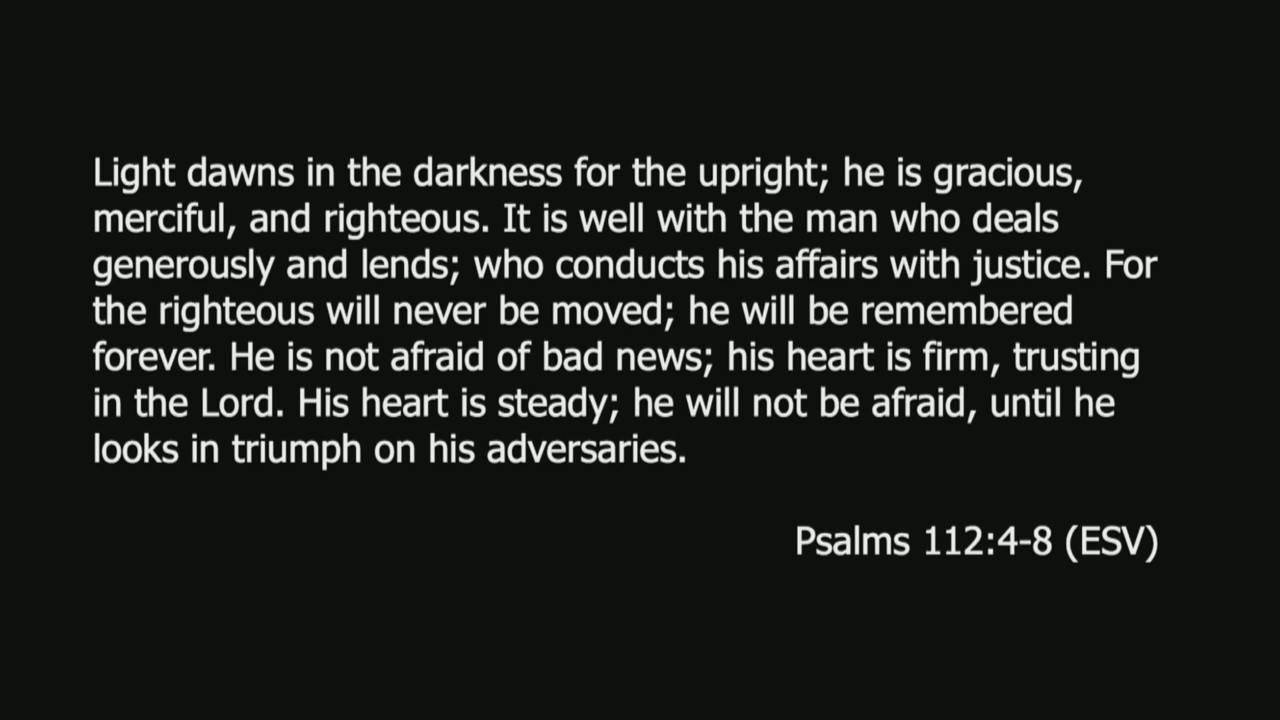 Light dawns in the darkness for the upright; he is gracious,
merciful, and righteous. It is well with the man who deals
generously and lends; who conducts his affairs with justice. For
the righteous will never be moved; he will be remembered
forever. He is not afraid of bad news; his heart is firm, trusting
in the Lord. His heart is steady; he will not be afraid, until he
looks in triumph on his adversaries.
Psalms 112:4-8 (ESV)